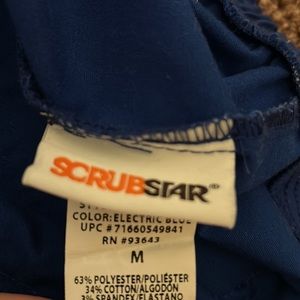 SCRUBSTAR®
COLOR:ELECTRIC BLUE
UPC #71660549841
RN #93643
M
63% POLYESTER/POLIÉSTER
34% COTTON/ALGODÓN
3% SPANDEX/ELASTANO